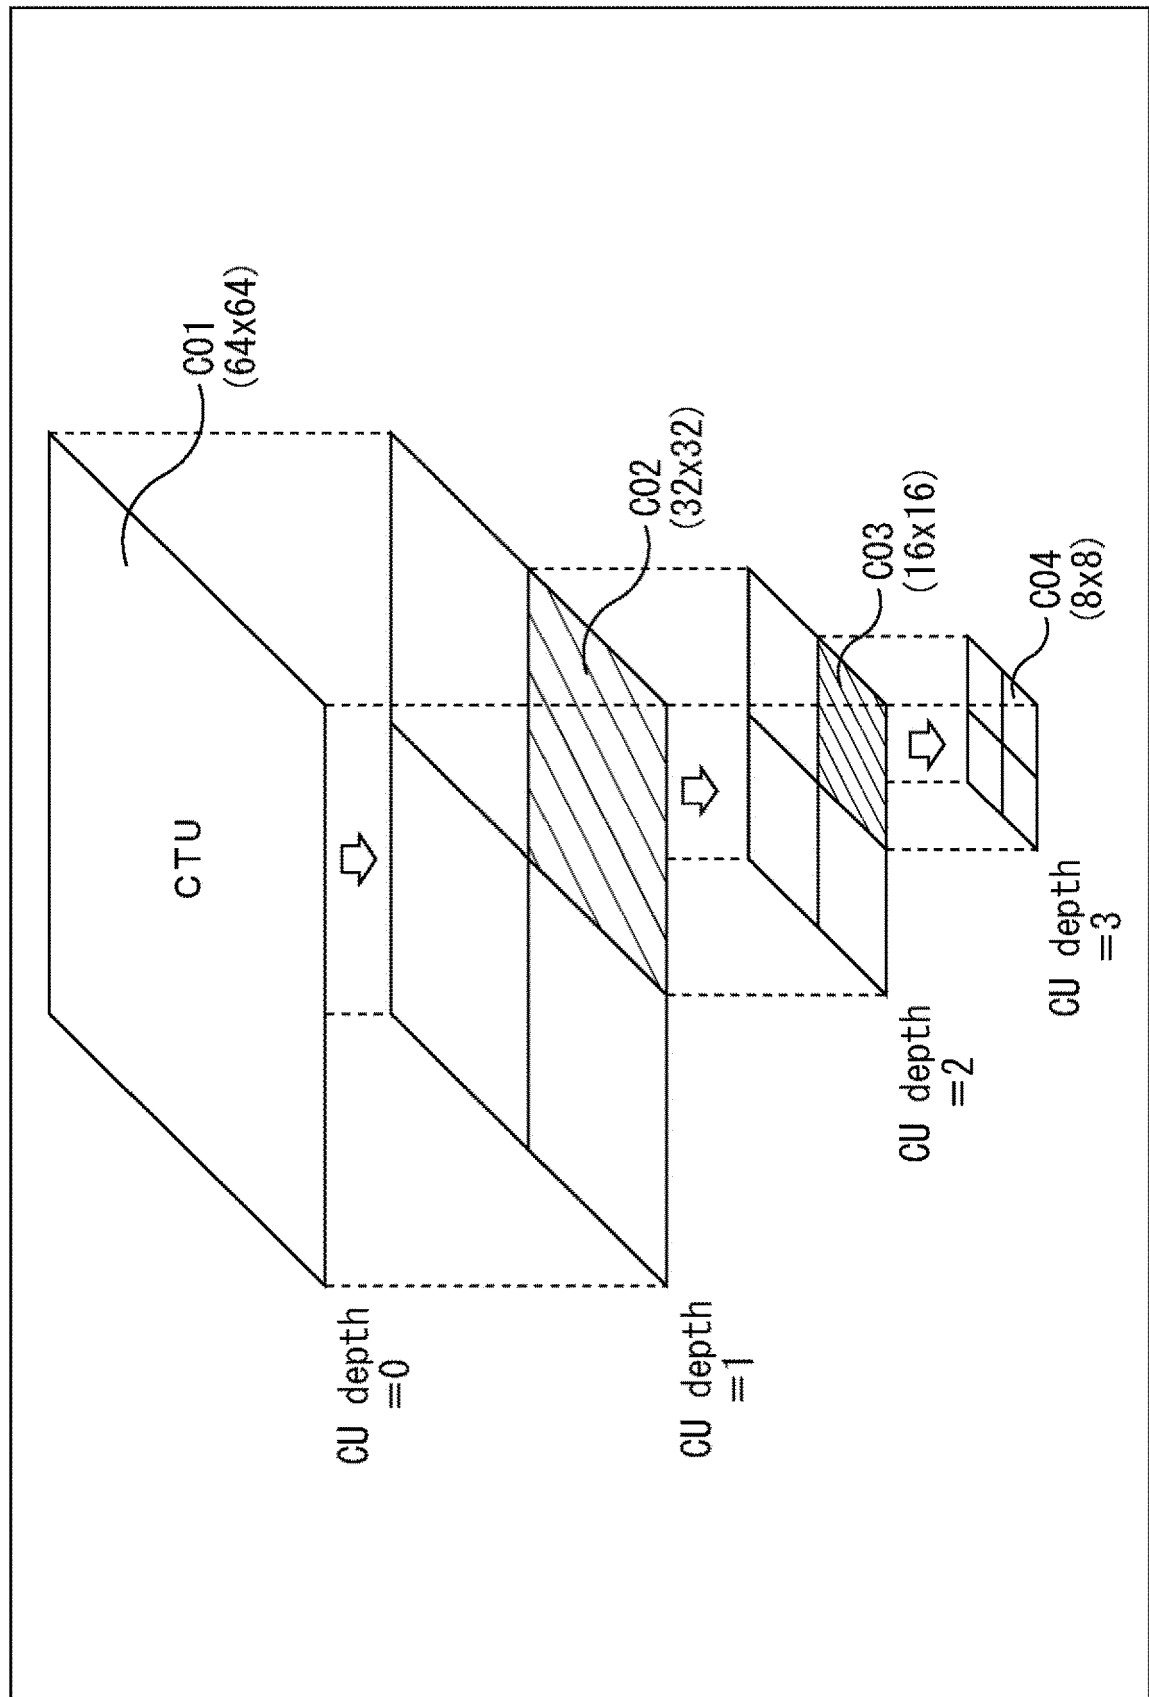 CTU
C01
(64x64)
CU depth
=0
C02
(32x32)
CU depth
=1
C03
(16x16)
CU depth
=2
C04
(8x8)
CU depth
=3